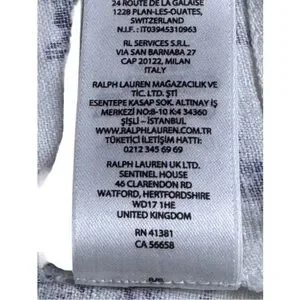 24 ROUTE DE LA GALAISE
1228 PLAN-LES-OUATES,
SWITZERLAND
N.I.F. : IT03945310963
RL SERVICES S.R.L.
VIA SAN BARNABA 27
CAP 20122, MILAN
ITALY
RALPH LAUREN MAĞAZACILIK VE
TİC. LTD. ŞTİ
ESENTEPE KASAP SOK. ALTINAY İŞ
MERKEZİ NO:8-10 K:4 34360
ŞİŞLİ - İSTANBUL
WWW.RALPHLAUREN.COM.TR
TÜKETİCİ İLETİŞİM HATTI:
0212 345 69 69
RALPH LAUREN UK LTD.
SENTINEL HOUSE
46 CLARENDON RD
WATFORD, HERTFORDSHIRE
WD17 1HE
UNITED KINGDOM
RN 41381
CA 56658